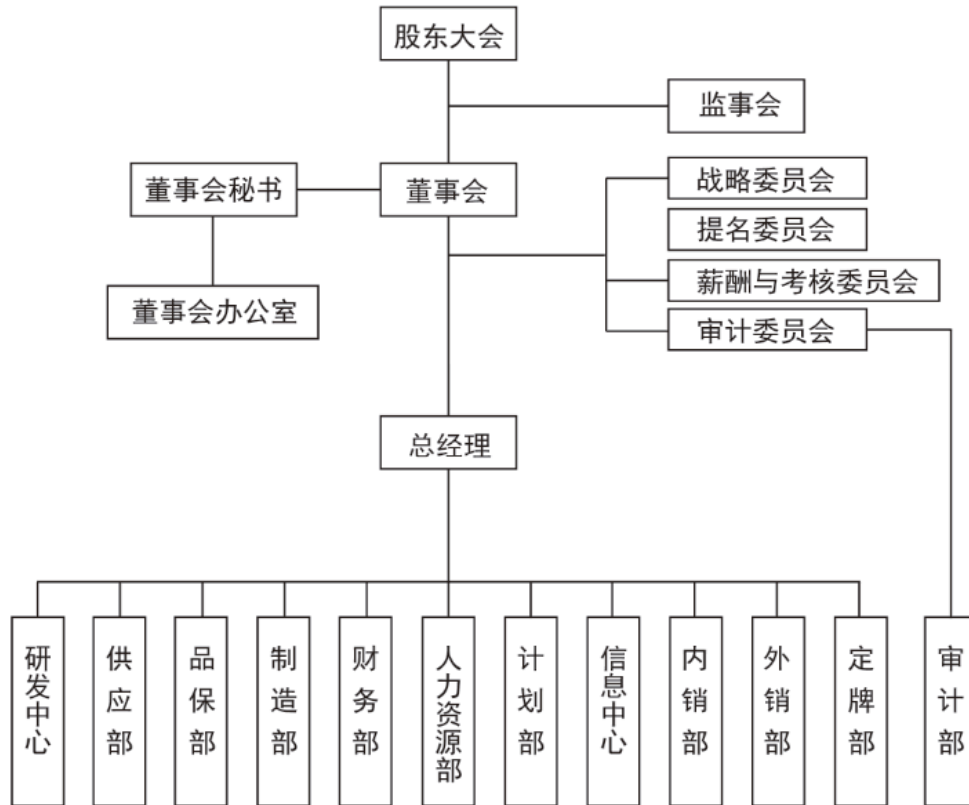 股东大会
监事会
董事会秘书
董事会
战略委员会
提名委员会
薪酬与考核委员会
审计委员会
董事会办公室
总经理
研发中心
供应部
品保部
制造部
财务部
人力资源部
计划部
信息中心
内销部
外销部
定牌部
审计部